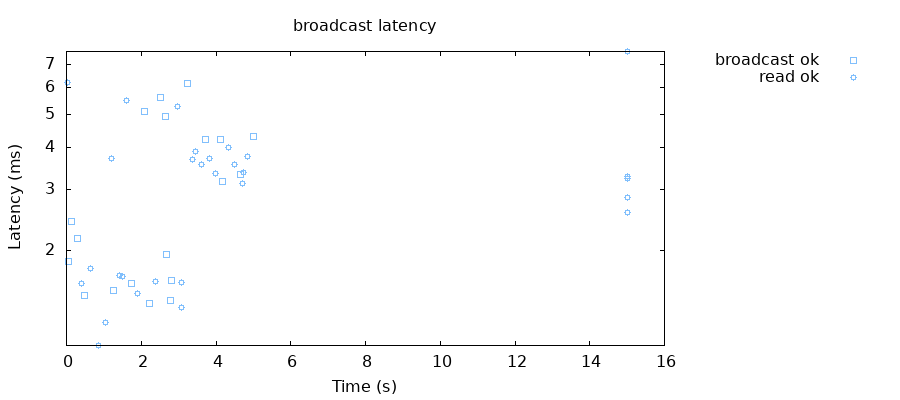 broadcast latency
broadcast ok
read ok
Latency (ms)
7
6
5
4
3
2
0 2 4 6 8 10 12 14 16
Time (s)